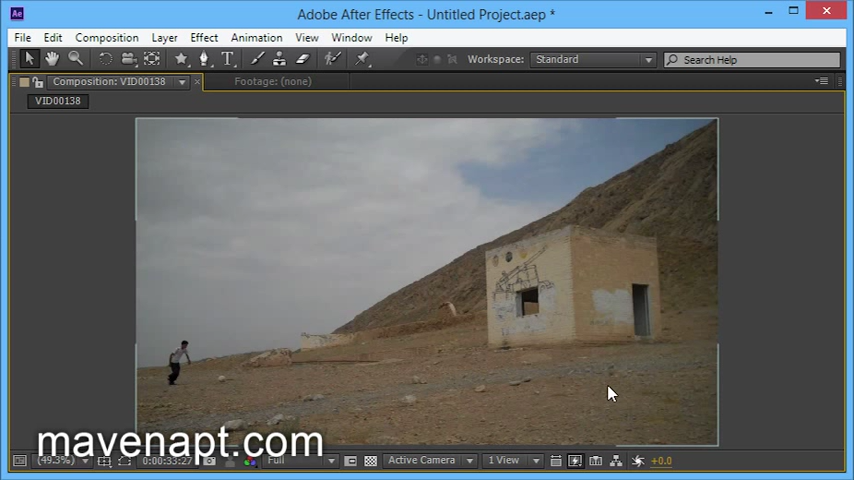 Ae
Adobe After Effects - Untitled Project.aep *
File Edit Composition Layer Effect Animation View Window Help
T Workspace: Standard Search Help
Composition: VID00138 Footage: (none)
VID00138
mavenapt.com
(49.3%) 0:00:33:27 Full Active Camera 1 View +0.0